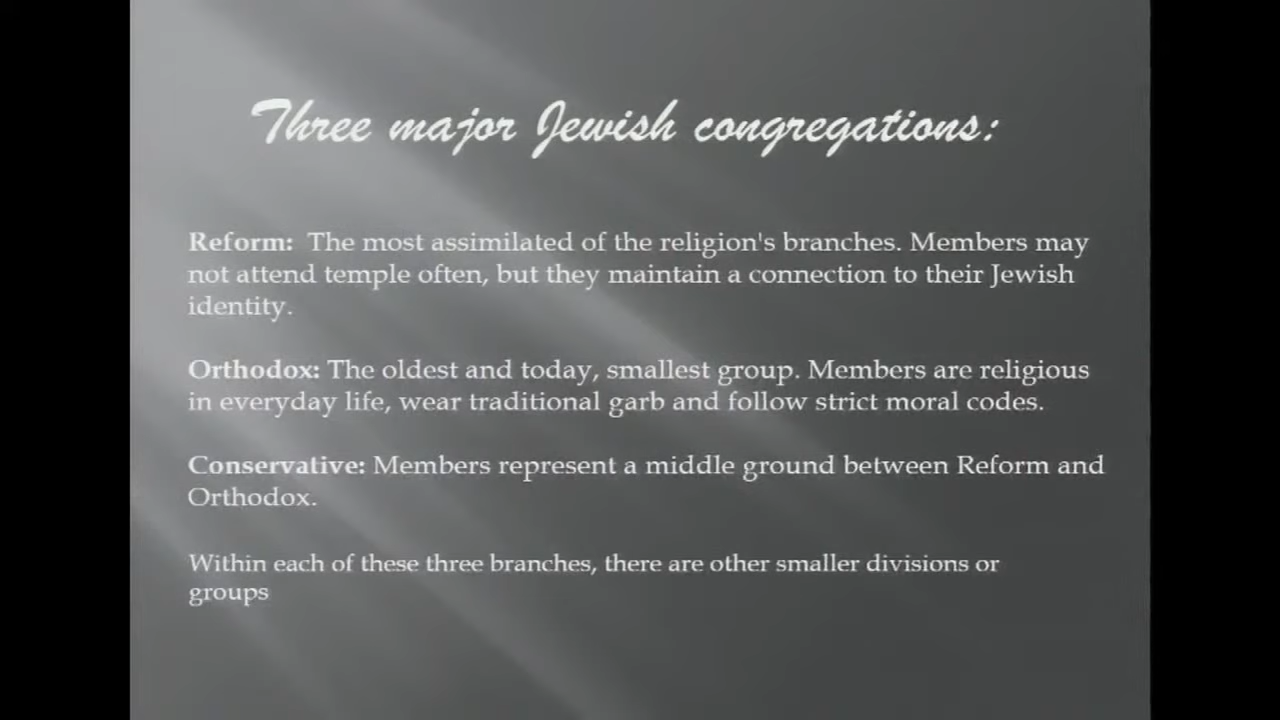 Three major Jewish congregations:
Reform:  The most assimilated of the religion's branches. Members may
not attend temple often, but they maintain a connection to their Jewish
identity.
Orthodox: The oldest and today, smallest group. Members are religious
in everyday life, wear traditional garb and follow strict moral codes.
Conservative: Members represent a middle ground between Reform and
Orthodox.
Within each of these three branches, there are other smaller divisions or
groups